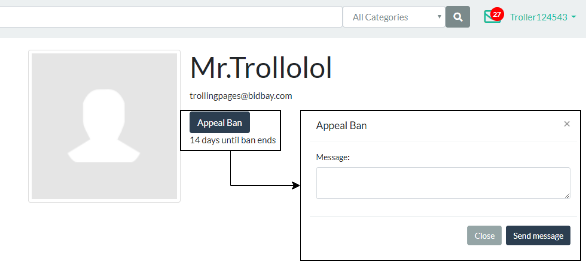 All Categories
27
Troller124543
Mr.Trollolol
trollingpages@bidbay.com
Appeal Ban
14 days until ban ends
Appeal Ban
×
Message:
Close
Send message